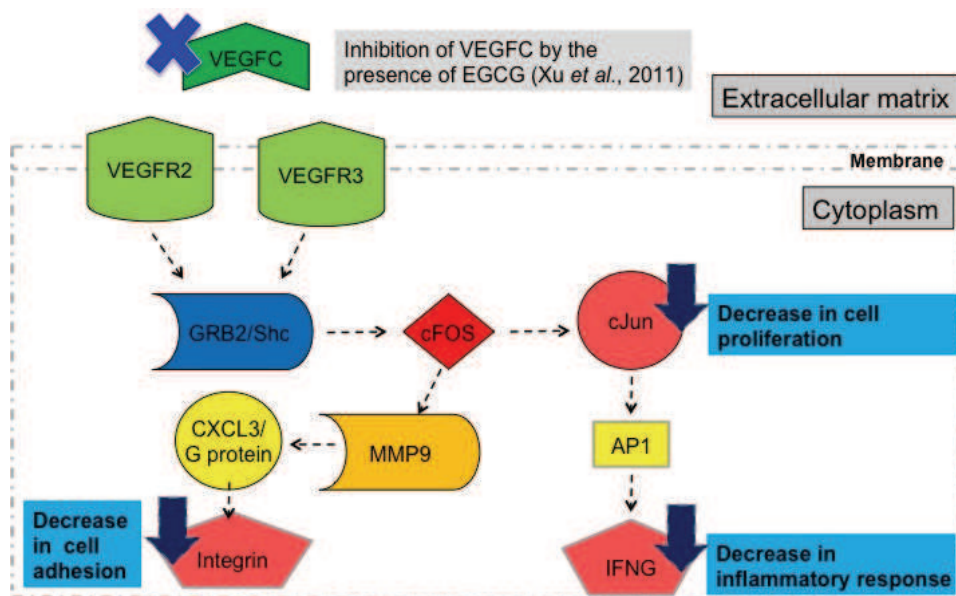 VEGFC
Inhibition of VEGFC by the
presence of EGCG (Xu et al., 2011)
Extracellular matrix
VEGFR2
VEGFR3
Membrane
Cytoplasm
GRB2/Shc
cFOS
cJun
Decrease in cell
proliferation
CXCL3/
G protein
MMP9
AP1
Decrease
in cell
adhesion
Integrin
IFNG
Decrease in
inflammatory response